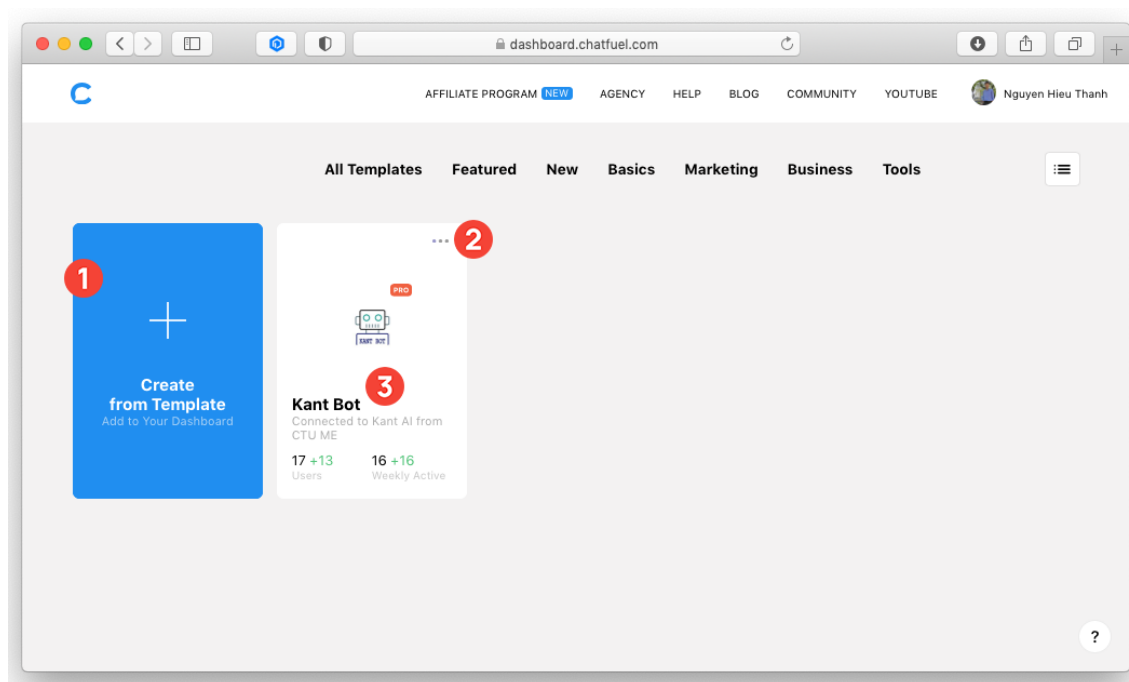 dashboard.chatfuel.com
AFFILIATE PROGRAM NEW AGENCY HELP BLOG COMMUNITY YOUTUBE Nguyen Hieu Thanh
All Templates Featured New Basics Marketing Business Tools
1
2
PRO
KANT BOT
3
Create
from Template
Add to Your Dashboard
Kant Bot
Connected to Kant AI from
CTU ME
17 +13 16 +16
Users Weekly Active
?